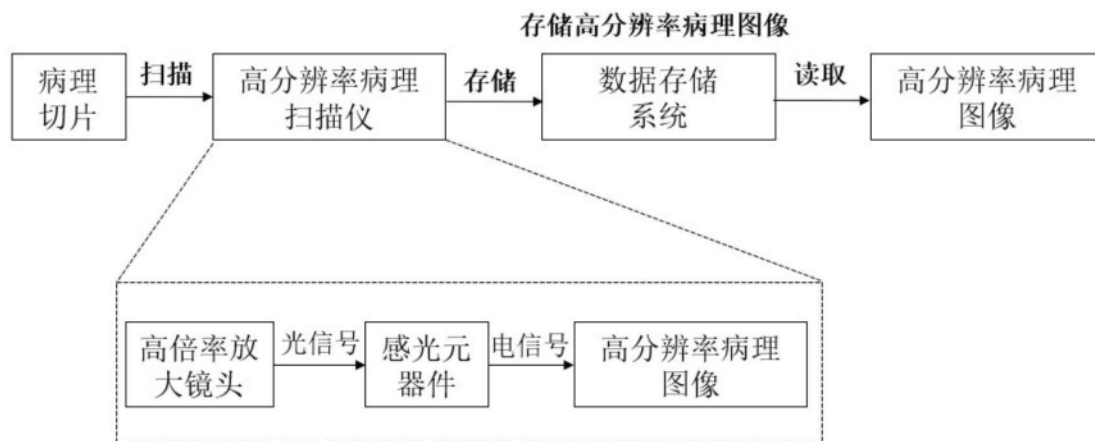 存储高分辨率病理图像
病理
切片
扫描
高分辨率病理
扫描仪
存储
数据存储
系统
读取
高分辨率病理
图像
高倍率放
大镜头
光信号
感光元
器件
电信号
高分辨率病理
图像